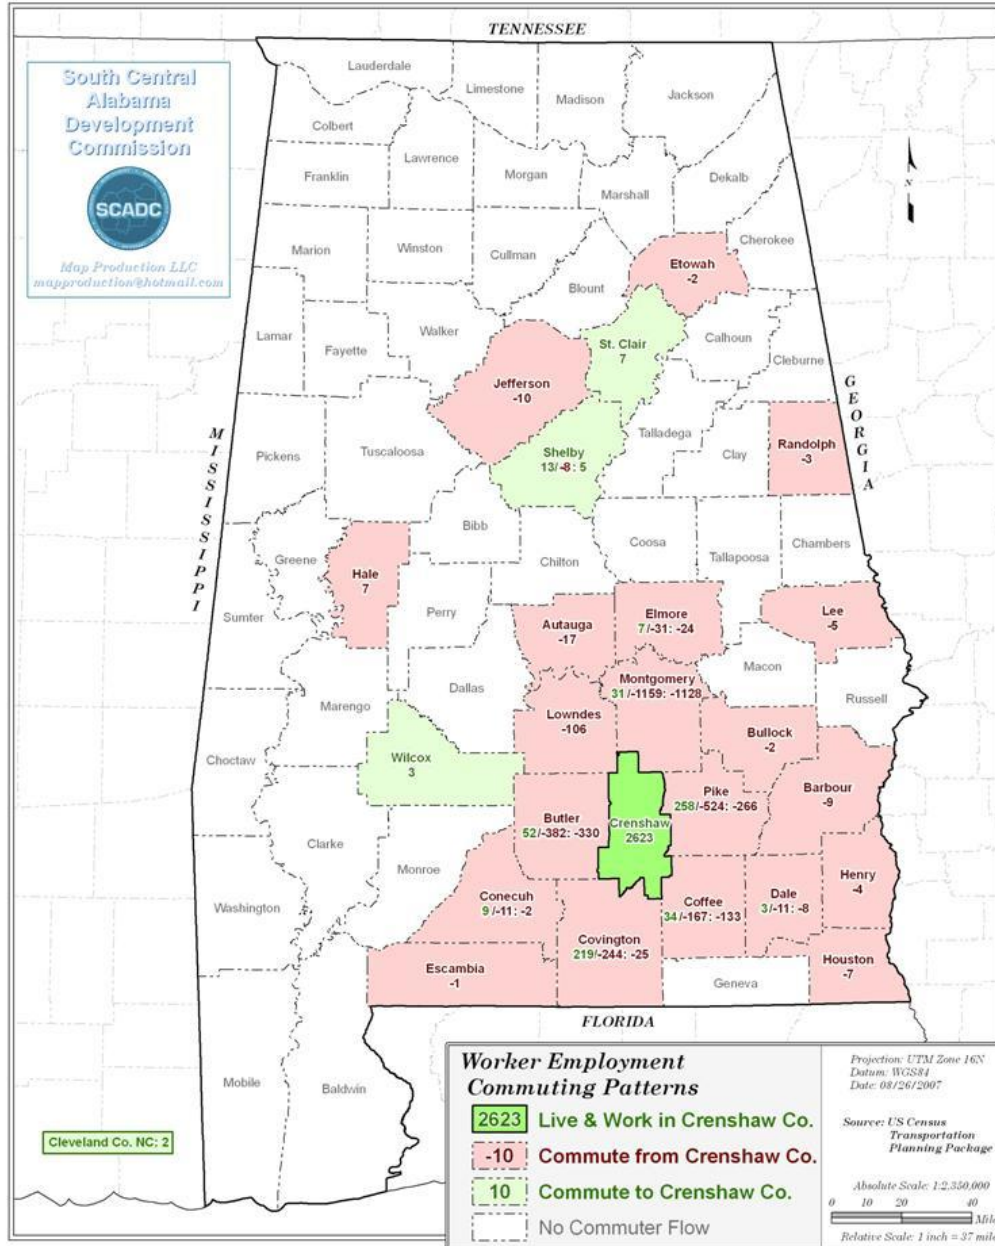 TENNESSEE
South Central
Alabama
Development
Commission
SCADC
Map Production LLC
mapproduction@hotmail.com
Lauderdale
Limestone
Madison
Jackson
Colbert
Lawrence
Franklin
Morgan
Marshall
Dekalb
N
Marion
Winston
Cullman
Cherokee
Etowah
-2
Blount
Lamar
Fayette
Walker
St. Clair
7
Calhoun
Cleburne
Jefferson
-10
GEORGIA
MISSISSIPPI
Pickens
Tuscaloosa
Shelby
13/-8: 5
Talladega
Clay
Randolph
-3
Bibb
Greene
Hale
7
Chilton
Coosa
Tallapoosa
Chambers
Sumter
Perry
Autauga
-17
Elmore
7/-31: -24
Lee
-5
Macon
Russell
Marengo
Dallas
Montgomery
31/-1159: -1128
Lowndes
-106
Bullock
-2
Choctaw
Wilcox
3
Barbour
-9
Butler
52/-382: -330
Crenshaw
2623
Pike
258/-524: -266
Clarke
Monroe
Washington
Conecuh
9/-11: -2
Coffee
34/-167: -133
Dale
3/-11: -8
Henry
-4
Covington
219/-244: -25
Escambia
-1
Geneva
Houston
-7
FLORIDA
Mobile
Baldwin
Cleveland Co. NC: 2
Worker Employment
Commuting Patterns
2623 Live & Work in Crenshaw Co.
-10 Commute from Crenshaw Co.
10 Commute to Crenshaw Co.
No Commuter Flow
Projection: UTM Zone 16N
Datum: WGS84
Date: 08/26/2007
Source: US Census
Transportation
Planning Package
Absolute Scale: 1:2,350,000
0 10 20 40
Mile
Relative Scale: 1 inch = 37 mile